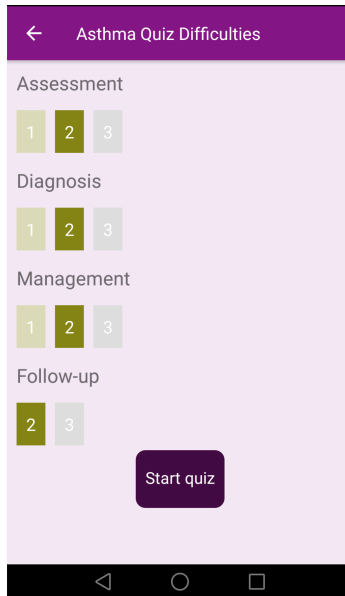 Asthma Quiz Difficulties
Assessment
1 2 3
Diagnosis
1 2 3
Management
1 2 3
Follow-up
2 3
Start quiz